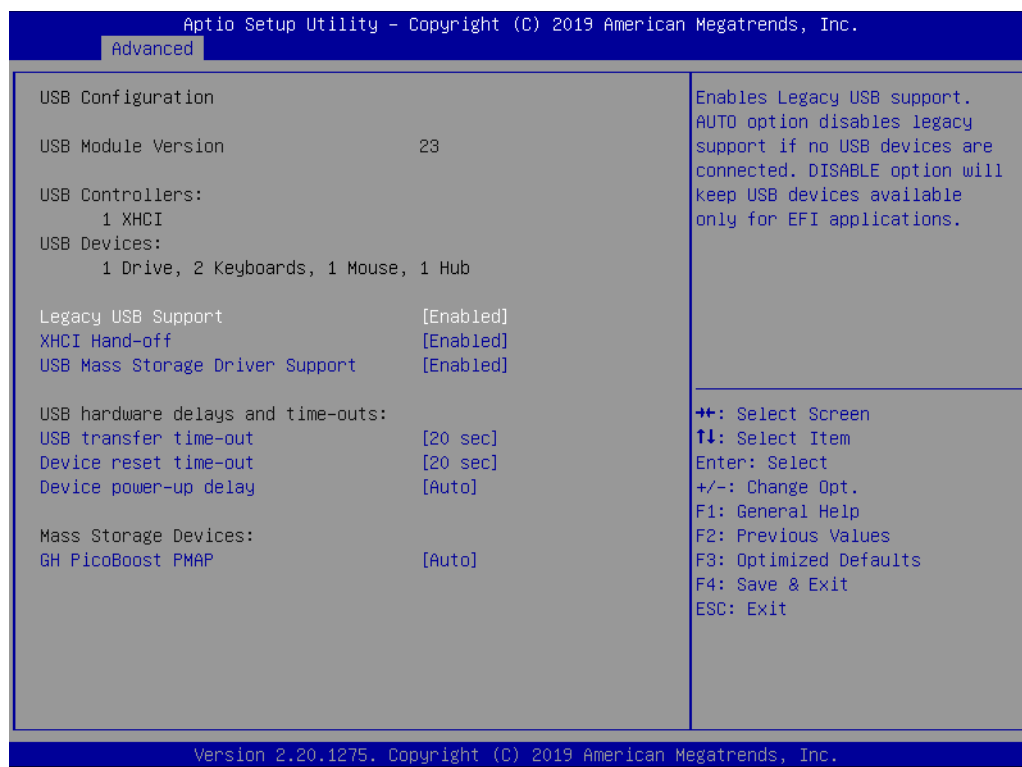 Aptio Setup Utility – Copyright (C) 2019 American Megatrends, Inc.
Advanced
USB Configuration
USB Module Version 23
USB Controllers:
1 XHCI
USB Devices:
1 Drive, 2 Keyboards, 1 Mouse, 1 Hub
Legacy USB Support [Enabled]
XHCI Hand-off [Enabled]
USB Mass Storage Driver Support [Enabled]
USB hardware delays and time-outs:
USB transfer time-out [20 sec]
Device reset time-out [20 sec]
Device power-up delay [Auto]
Mass Storage Devices:
GH PicoBoost PMAP [Auto]
Enables Legacy USB support.
AUTO option disables legacy
support if no USB devices are
connected. DISABLE option will
keep USB devices available
only for EFI applications.
→←: Select Screen
↑↓: Select Item
Enter: Select
+/-: Change Opt.
F1: General Help
F2: Previous Values
F3: Optimized Defaults
F4: Save & Exit
ESC: Exit
Version 2.20.1275. Copyright (C) 2019 American Megatrends, Inc.